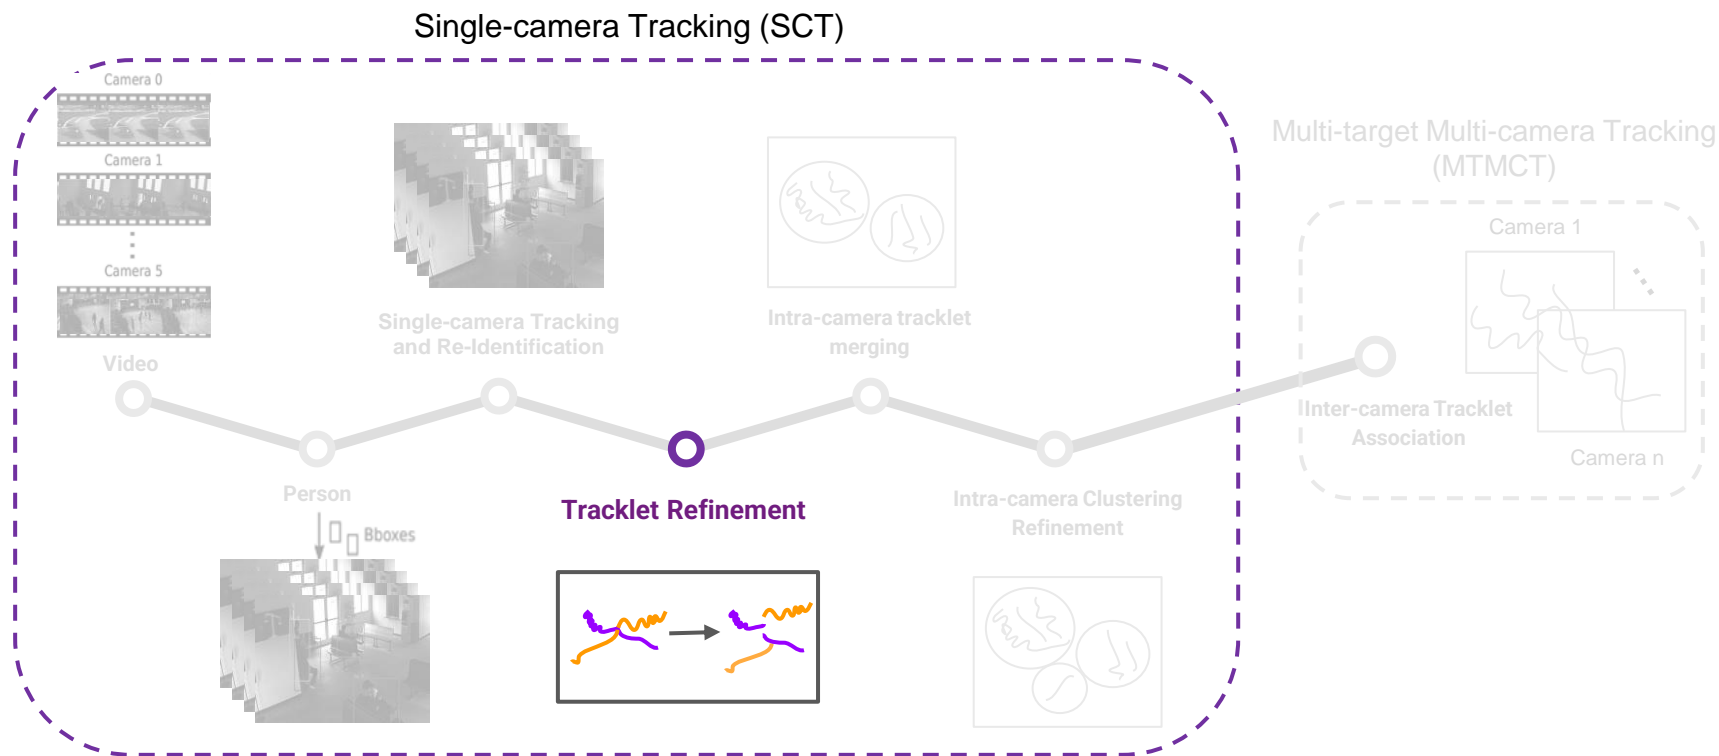 Single-camera Tracking (SCT)
Camera 0
Camera 1
Camera 5
Video
Single-camera Tracking
and Re-Identification
Intra-camera tracklet
merging
Person
Bboxes
Tracklet Refinement
Intra-camera Clustering
Refinement
Multi-target Multi-camera Tracking
(MTMCT)
Camera 1
Inter-camera Tracklet
Association
Camera n